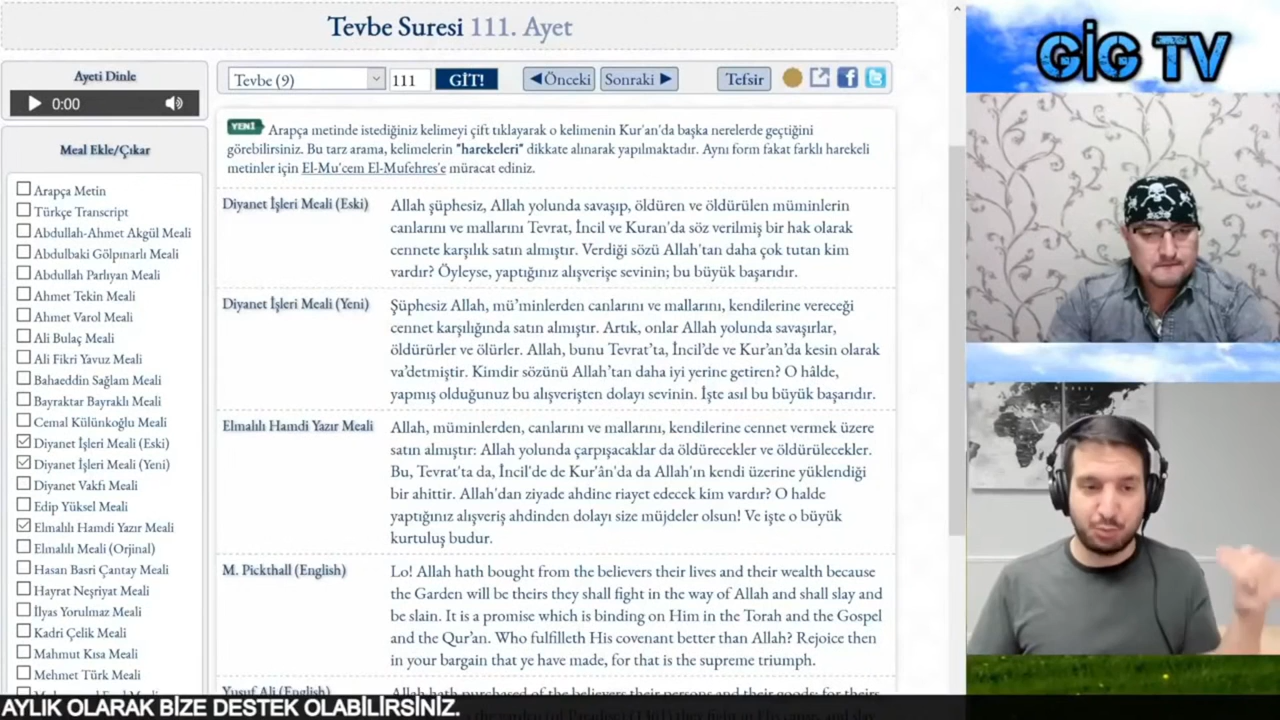 Tevbe Suresi 111. Ayet
Ayeti Dinle
0:00
Meal Ekle/Çıkar
Arapça Metin
Türkçe Transcript
Abdullah-Ahmet Akgül Meali
Abdulbaki Gölpınarlı Meali
Abdullah Parlıyan Meali
Ahmet Tekin Meali
Ahmet Varol Meali
Ali Bulaç Meali
Ali Fikri Yavuz Meali
Bahaeddin Sağlam Meali
Bayraktar Bayraklı Meali
Cemal Külünkoğlu Meali
Diyanet İşleri Meali (Eski)
Diyanet İşleri Meali (Yeni)
Diyanet Vakfı Meali
Edip Yüksel Meali
Elmalılı Hamdi Yazır Meali
Elmalılı Meali (Orjinal)
Hasan Basri Çantay Meali
Hayrat Neşriyat Meali
İlyas Yorulmaz Meali
Kadri Çelik Meali
Mahmut Kısa Meali
Mehmet Türk Meali
Tevbe (9) 111 GİT! Önceki Sonraki Tefsir
YENİ Arapça metinde istediğiniz kelimeyi çift tıklayarak o kelimenin Kur'an'da başka nerelerde geçtiğini
görebilirsiniz. Bu tarz arama, kelimelerin "harekeleri" dikkate alınarak yapılmaktadır. Aynı form fakat farklı harekeli
metinler için El-Mu'cem El-Mufehres'e müracat ediniz.
Diyanet İşleri Meali (Eski)
Allah şüphesiz, Allah yolunda savaşıp, öldüren ve öldürülen müminlerin
canlarını ve mallarını Tevrat, İncil ve Kuran'da söz verilmiş bir hak olarak
cennete karşılık satın almıştır. Verdiği sözü Allah'tan daha çok tutan kim
vardır? Öyleyse, yaptığınız alışverişe sevinin; bu büyük başarıdır.
Diyanet İşleri Meali (Yeni)
Şüphesiz Allah, mü'minlerden canlarını ve mallarını, kendilerine vereceği
cennet karşılığında satın almıştır. Artık, onlar Allah yolunda savaşırlar,
öldürürler ve ölürler. Allah, bunu Tevrat'ta, İncil'de ve Kur'an'da kesin olarak
va'detmiştir. Kimdir sözünü Allah'tan daha iyi yerine getiren? O hâlde,
yapmış olduğunuz bu alışverişten dolayı sevinin. İşte asıl bu büyük başarıdır.
Elmalılı Hamdi Yazır Meali
Allah, müminlerden, canlarını ve mallarını, kendilerine cennet vermek üzere
satın almıştır: Allah yolunda çarpışacaklar da öldürecekler ve öldürülecekler.
Bu, Tevrat'ta da, İncil'de de Kur'ân'da da Allah'ın kendi üzerine yüklendiği
bir ahittir. Allah'dan ziyade ahdine riayet edecek kim vardır? O halde
yaptığınız alışveriş ahdinden dolayı size müjdeler olsun! Ve işte o büyük
kurtuluş budur.
M. Pickthall (English)
Lo! Allah hath bought from the believers their lives and their wealth because
the Garden will be theirs they shall fight in the way of Allah and shall slay and
be slain. It is a promise which is binding on Him in the Torah and the Gospel
and the Qur'an. Who fulfilleth His covenant better than Allah? Rejoice then
in your bargain that ye have made, for that is the supreme triumph.
Yusuf Ali (English)
Allah hath purchased of the believers their persons and their goods; for theirs
GİG TV
AYLIK OLARAK BİZE DESTEK OLABİLİRSİNİZ.